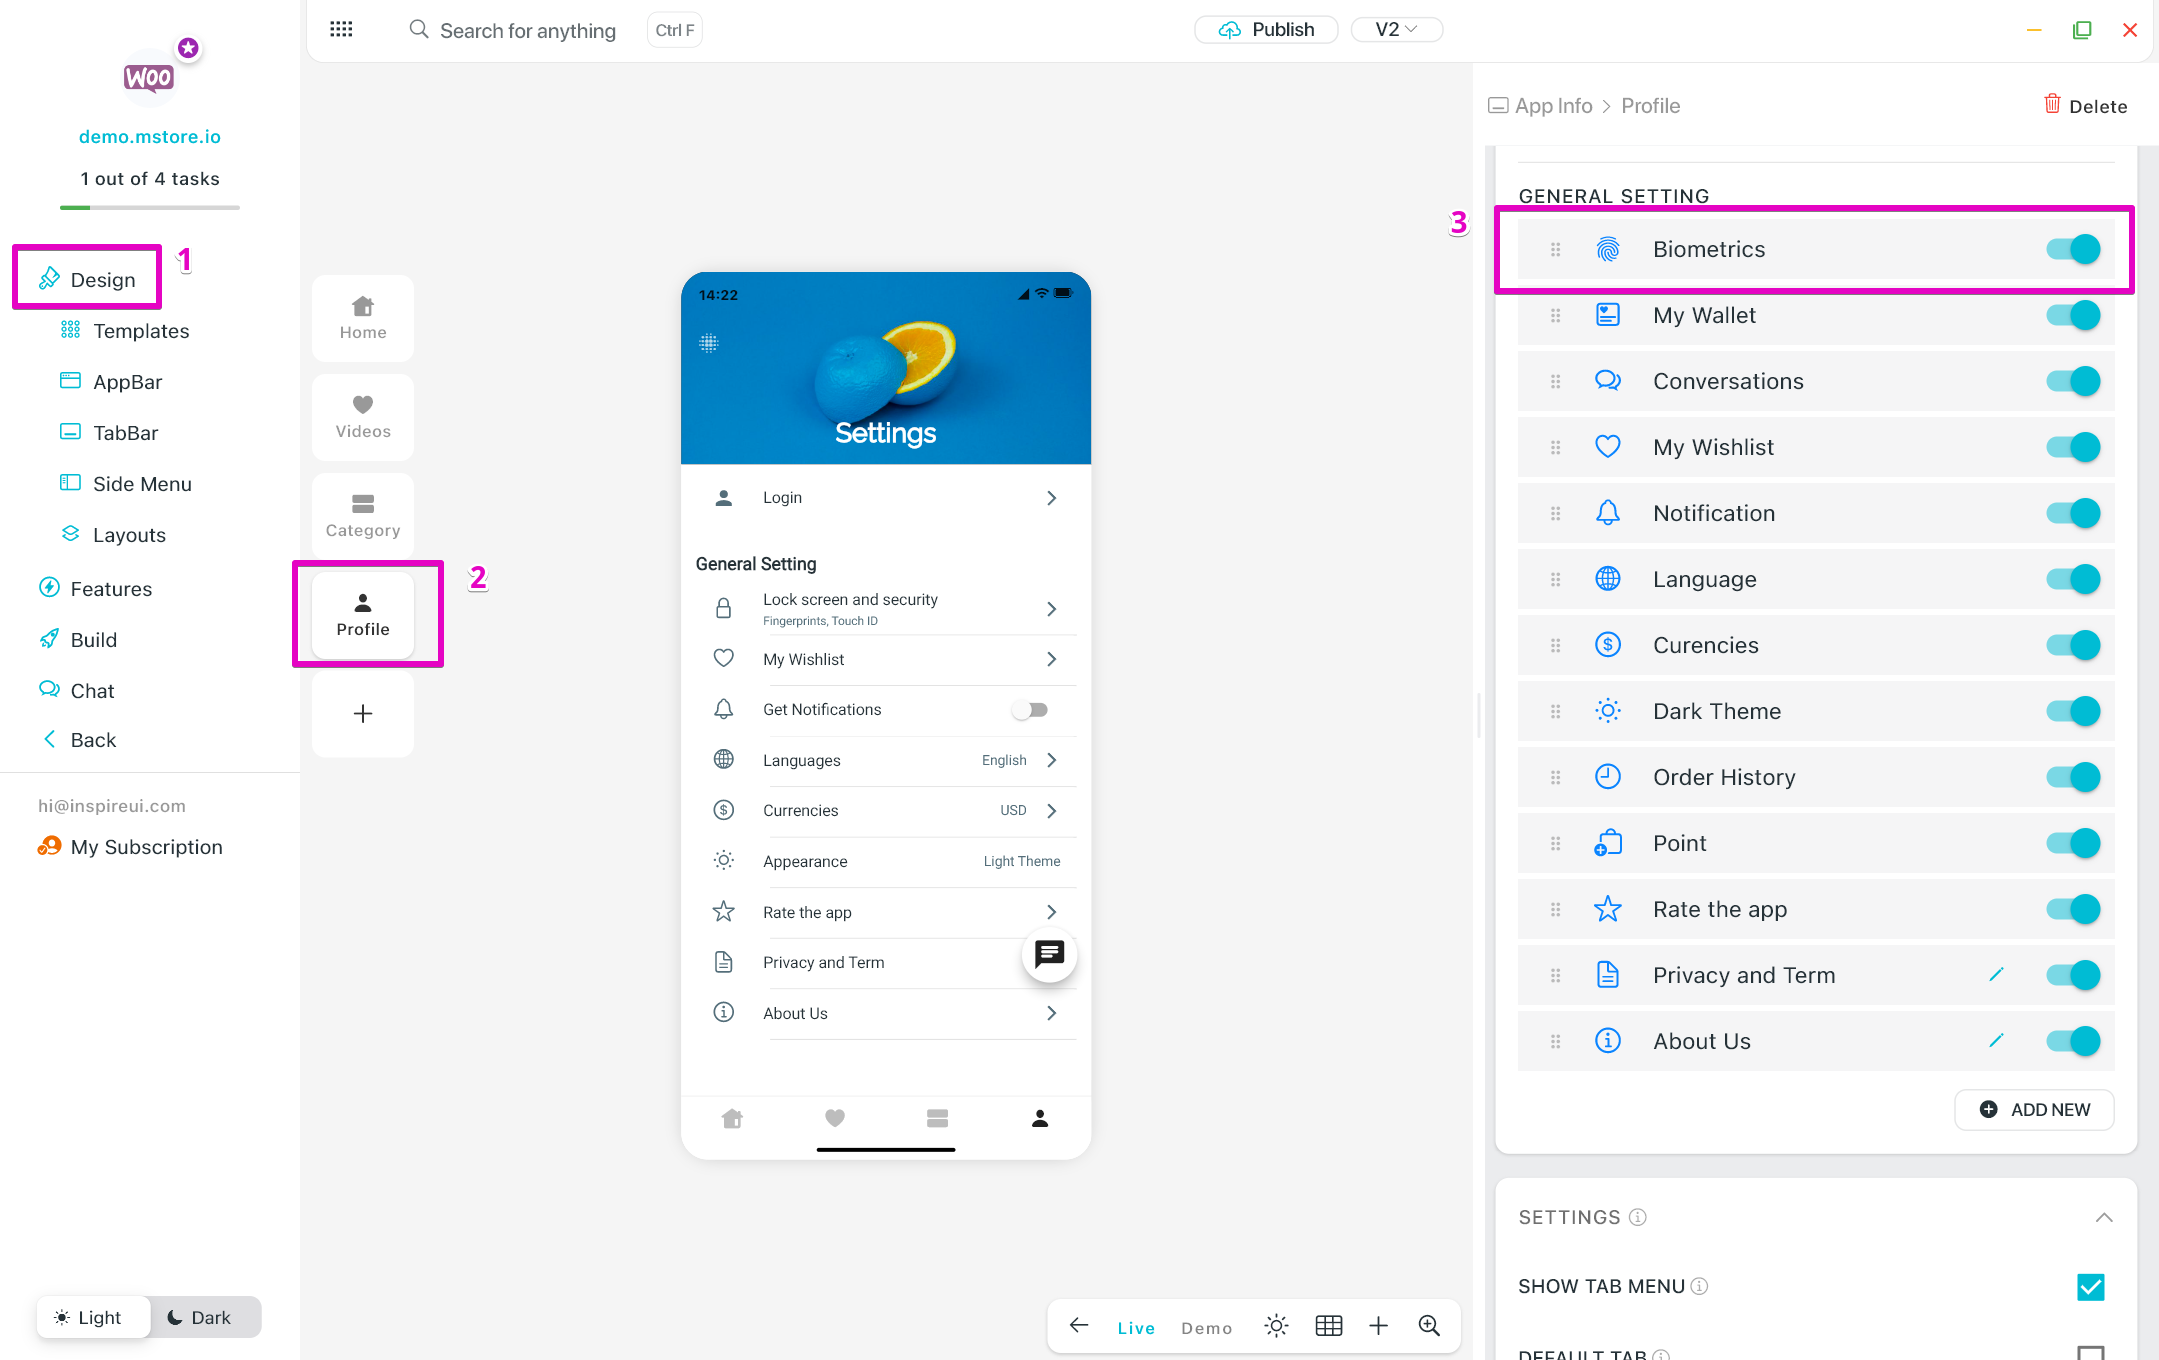 Search for anything
Ctrl F
Publish
V2
WOO
demo.mstore.io
1 out of 4 tasks
1
Design
Templates
AppBar
TabBar
Side Menu
Layouts
Features
Build
Chat
Back
hi@inspireui.com
My Subscription
Light
Dark
Home
Videos
Category
2
Profile
14:22
Settings
Login
General Setting
Lock screen and security
Fingerprints, Touch ID
My Wishlist
Get Notifications
Languages English
Currencies USD
Appearance Light Theme
Rate the app
Privacy and Term
About Us
Live
Demo
App Info > Profile
Delete
GENERAL SETTING
3
Biometrics
My Wallet
Conversations
My Wishlist
Notification
Language
Curencies
Dark Theme
Order History
Point
Rate the app
Privacy and Term
About Us
ADD NEW
SETTINGS
SHOW TAB MENU
DEFAULT TAB